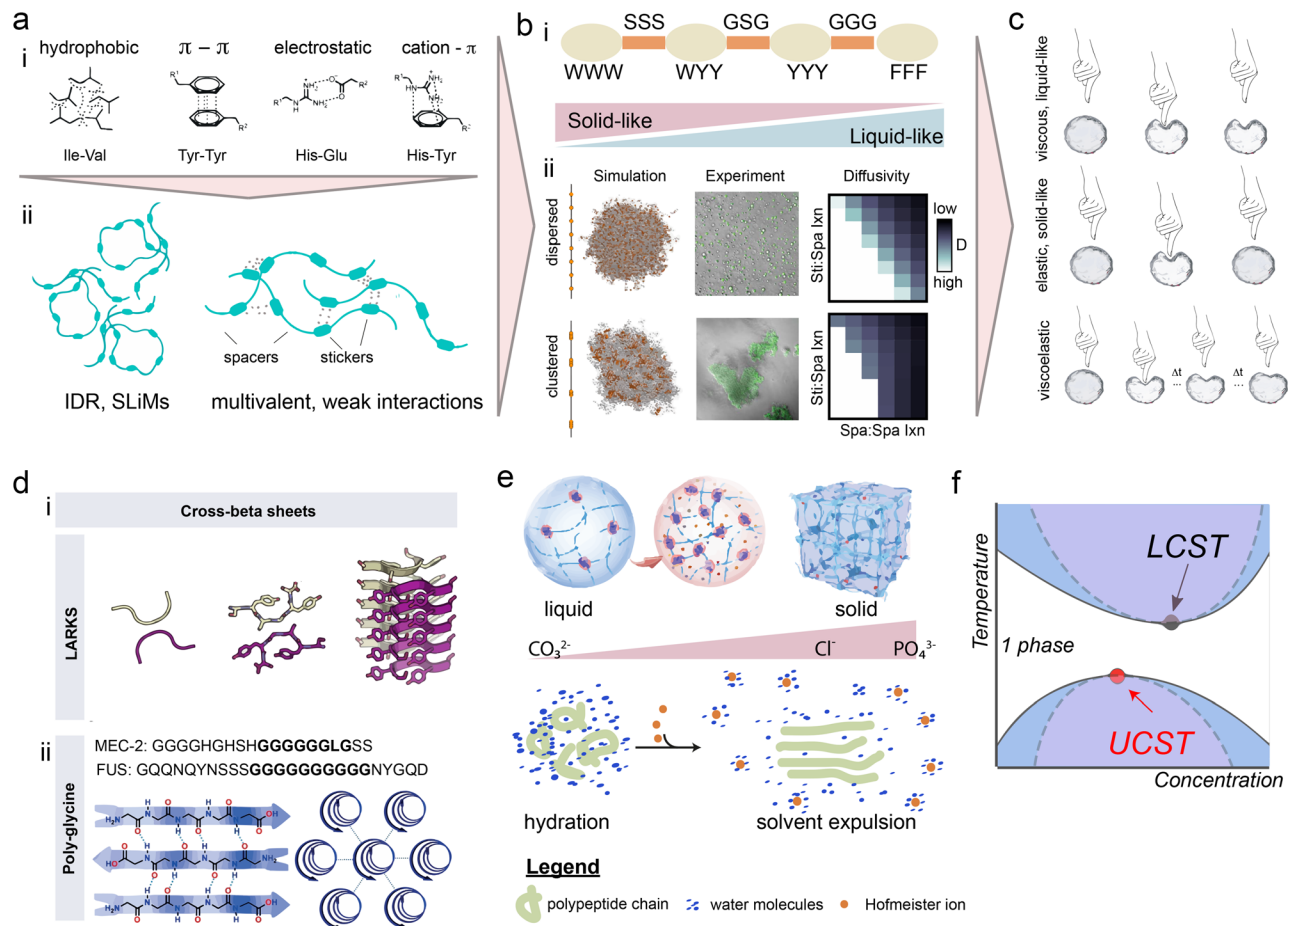 a
i
hydrophobic
π – π
electrostatic
cation - π
Ile-Val
Tyr-Tyr
His-Glu
His-Tyr
ii
spacers
stickers
IDR, SLiMs
multivalent, weak interactions
b
i
SSS
GSG
GGG
WWW
WYY
YYY
FFF
Solid-like
Liquid-like
ii
Simulation
Experiment
Diffusivity
dispersed
Sti:Spa Ixn
low
D
high
clustered
Sti:Spa Ixn
Spa:Spa Ixn
c
viscous, liquid-like
elastic, solid-like
viscoelastic
Δt
...
Δt
...
d
i
Cross-beta sheets
LARKS
ii
Poly-glycine
MEC-2: GGGGHGHSHGGGGGGLGSS
FUS: GQQNQYNSSSGGGGGGGGGGNYGQD
e
liquid
solid
CO₃²⁻
Cl⁻
PO₄³⁻
hydration
solvent expulsion
Legend
polypeptide chain
water molecules
Hofmeister ion
f
Temperature
LCST
1 phase
UCST
Concentration